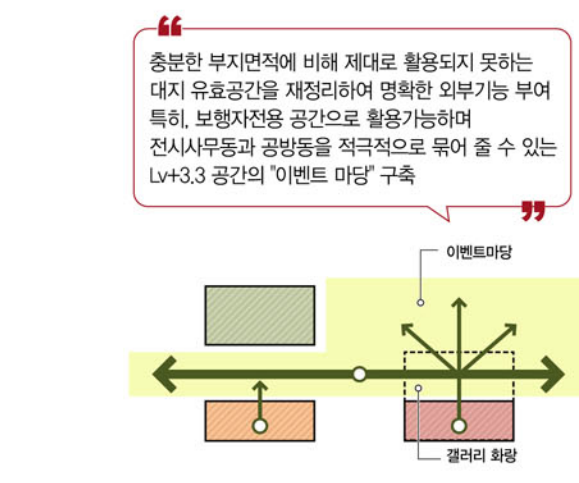 충분한 부지면적에 비해 제대로 활용되지 못하는
대지 유효공간을 재정리하여 명확한 외부기능 부여
특히, 보행자전용 공간으로 활용가능하며
전시사무동과 공방동을 적극적으로 묶어 줄 수 있는
Lv+3.3 공간의 "이벤트 마당" 구축
이벤트마당
갤러리 화랑